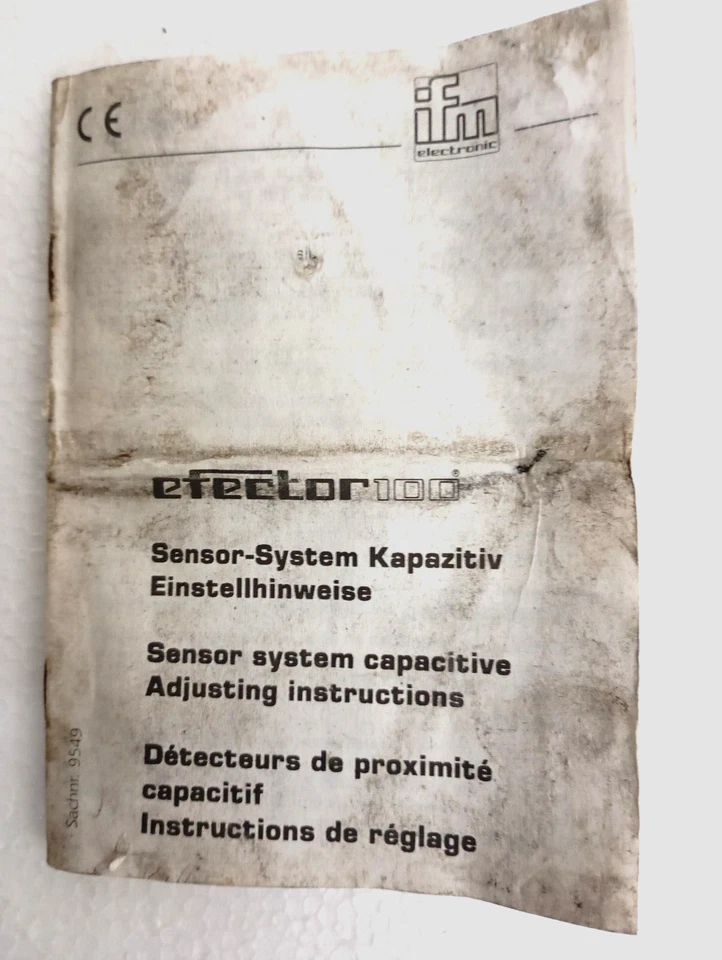 CE
ifm
electronic
efector100®
Sensor-System Kapazitiv
Einstellhinweise
Sensor system capacitive
Adjusting instructions
Détecteurs de proximité
capacitif
Instructions de réglage
Sachnr. 9549